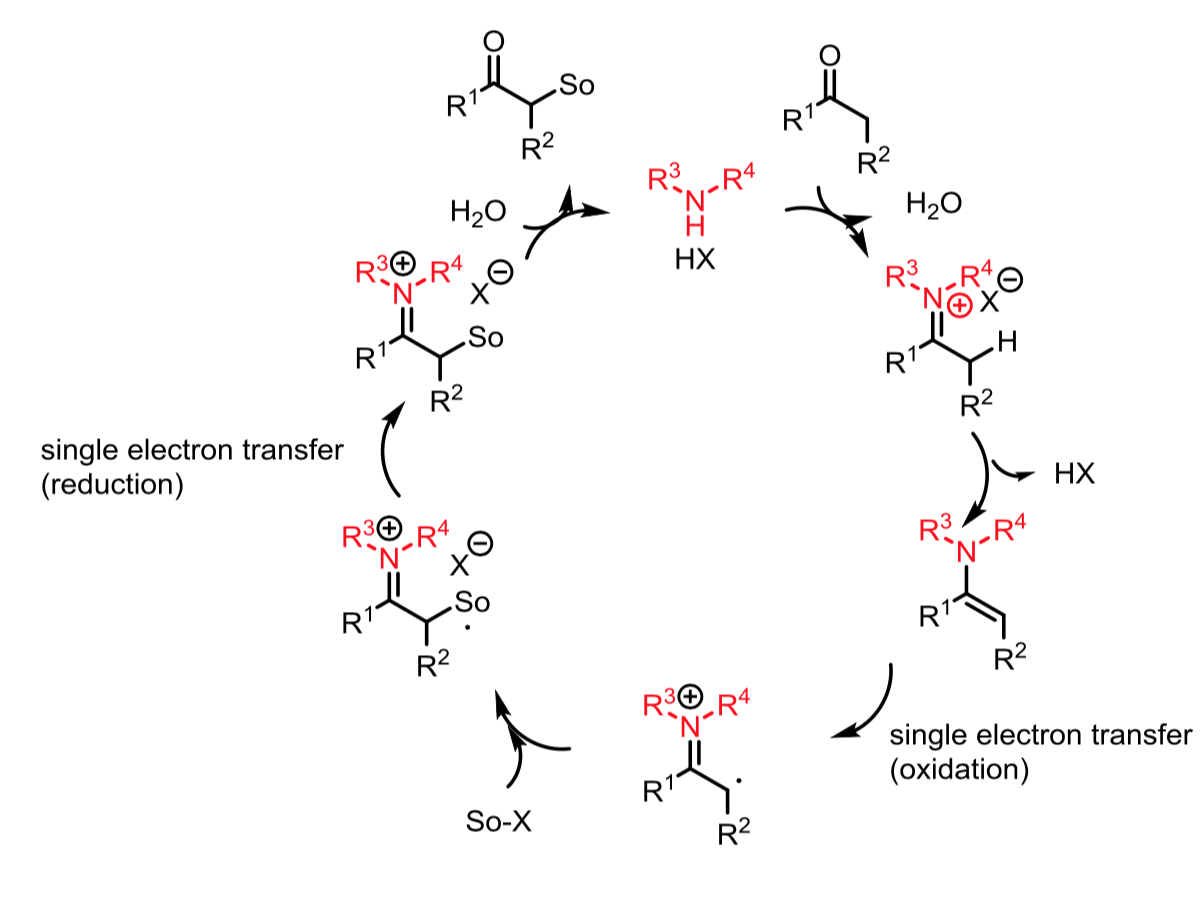 O
R1
So
R2
O
R1
R2
R3 R4
N
H
HX
H2O
H2O
R3⊕ R4
N
X⊖
R1
So
R2
R3 R4
N⊕ X⊖
R1
H
R2
single electron transfer
(reduction)
HX
R3⊕ R4
N
X⊖
R1
So
·
R2
R3 R4
N
R1
R2
single electron transfer
(oxidation)
R3⊕ R4
N
R1
·
R2
So-X